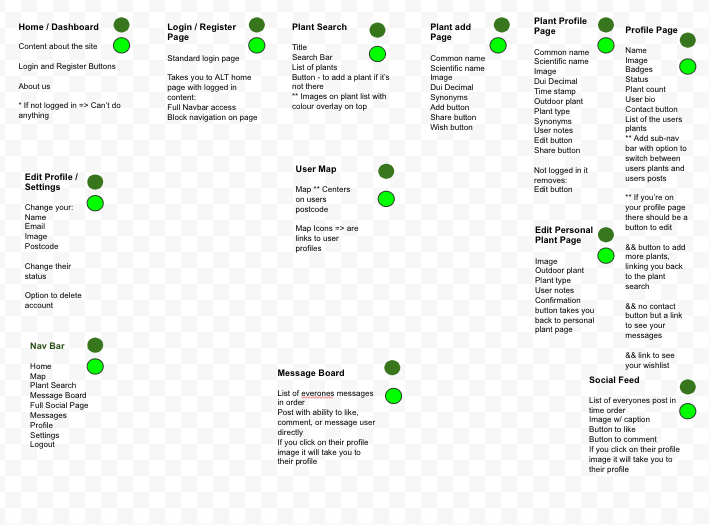 Home / Dashboard
Content about the site
Login and Register Buttons
About us
* If not logged in => Can't do
anything
Login / Register
Page
Standard login page
Takes you to ALT home
page with logged in
content:
Full Navbar access
Block navigation on page
Plant Search
Title
Search Bar
List of plants
Button - to add a plant if it's
not there
** Images on plant list with
colour overlay on top
Plant add
Page
Common name
Scientific name
Image
Dui Decimal
Synonyms
Add button
Share button
Wish button
Plant Profile
Page
Common name
Scientific name
Image
Dui Decimal
Time stamp
Outdoor plant
Plant type
Synonyms
User notes
Edit button
Share button
Not logged in it
removes:
Edit button
Profile Page
Name
Image
Badges
Status
Plant count
User bio
Contact button
List of the users
plants
** Add sub-nav
bar with option to
switch between
users plants and
users posts
** If you're on
your profile page
there should be a
button to edit
&& button to add
more plants,
linking you back
to the plant
search
&& no contact
button but a link
to see your
messages
&& link to see
your wishlist
Edit Profile /
Settings
Change your:
Name
Email
Image
Postcode
Change their
status
Option to delete
account
User Map
Map ** Centers
on users
postcode
Map Icons => are
links to user
profiles
Edit Personal
Plant Page
Image
Outdoor plant
Plant type
User notes
Confirmation
button takes you
back to personal
plant page
Nav Bar
Home
Map
Plant Search
Message Board
Full Social Page
Messages
Profile
Settings
Logout
Message Board
List of everones messages
in order
Post with ability to like,
comment, or message user
directly
If you click on their profile
image it will take you to
their profile
Social Feed
List of everyones post in
time order
Image w/ caption
Button to like
Button to comment
If you click on their profile
image it will take you to
their profile